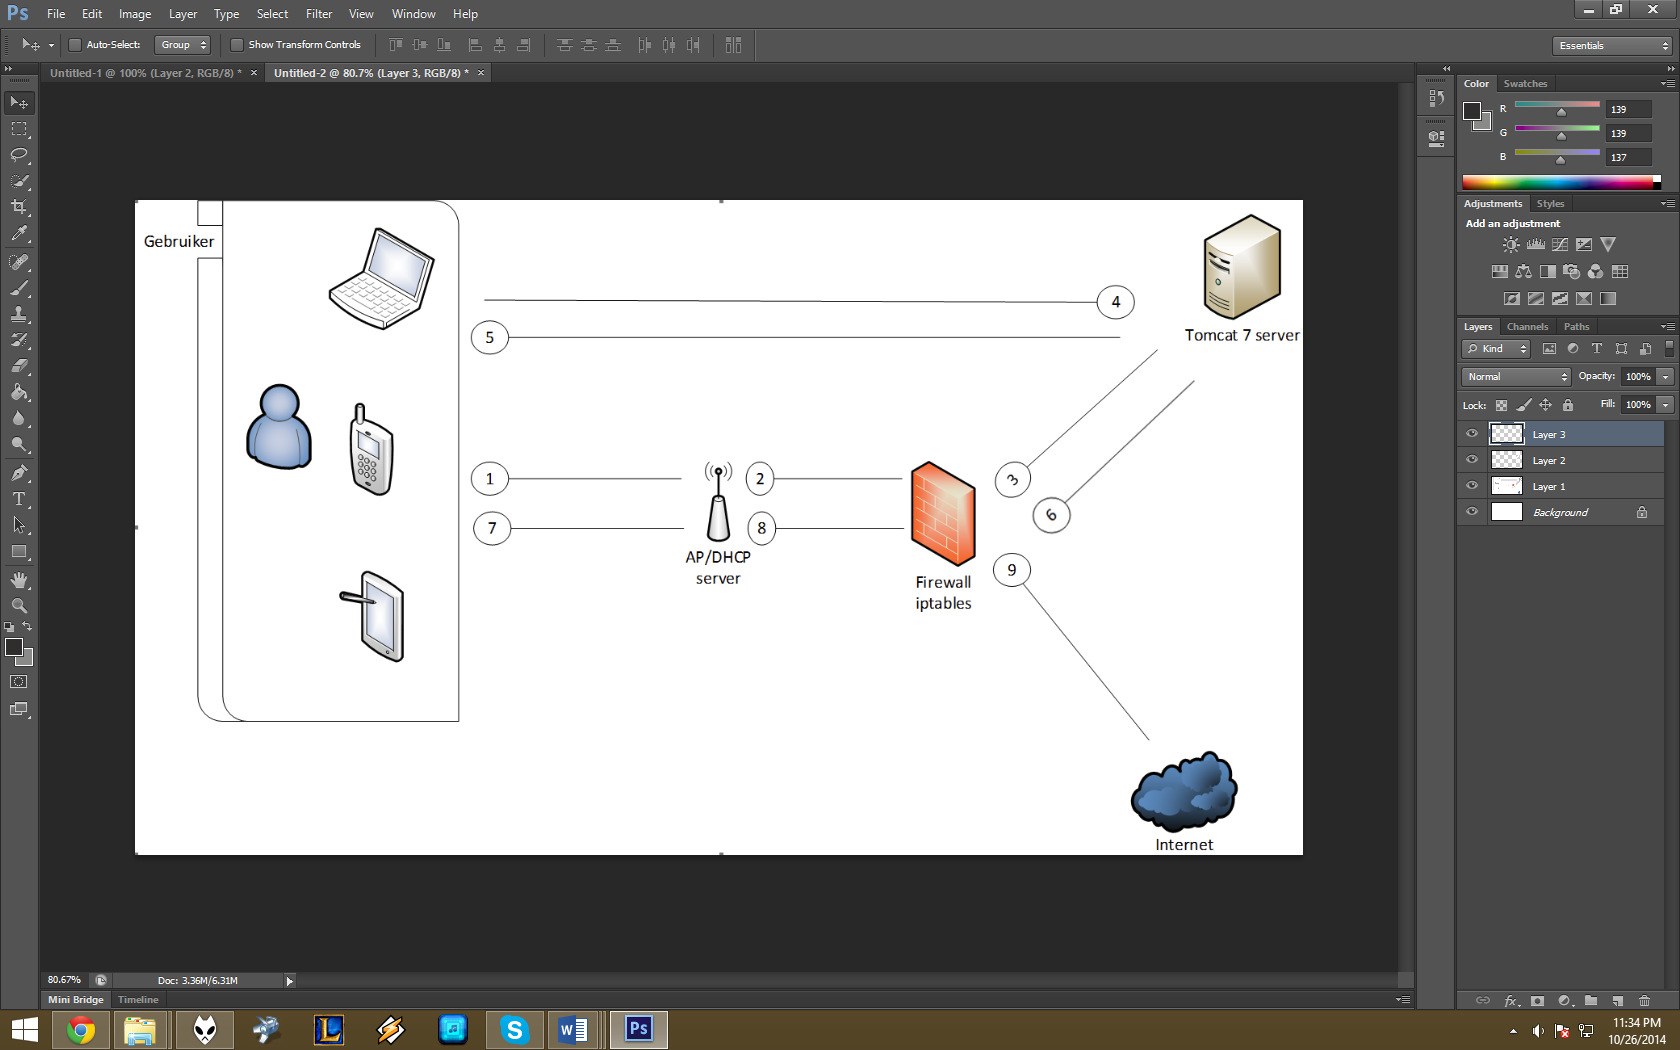 Ps File Edit Image Layer Type Select Filter View Window Help
Auto-Select: Group Show Transform Controls Essentials
Untitled-1 @ 100% (Layer 2, RGB/8) * × Untitled-2 @ 80.7% (Layer 3, RGB/8) * ×
Color Swatches
R 139
G 139
B 137
Adjustments Styles
Add an adjustment
Layers Channels Paths
Kind
Normal Opacity: 100%
Lock: Fill: 100%
Layer 3
Layer 2
Layer 1
Background
Gebruiker
4
Tomcat 7 server
5
1
2
3
7
8
6
AP/DHCP
server
9
Firewall
iptables
Internet
80.67% Doc: 3.36M/6.31M
Mini Bridge Timeline
Ps
11:34 PM
10/26/2014